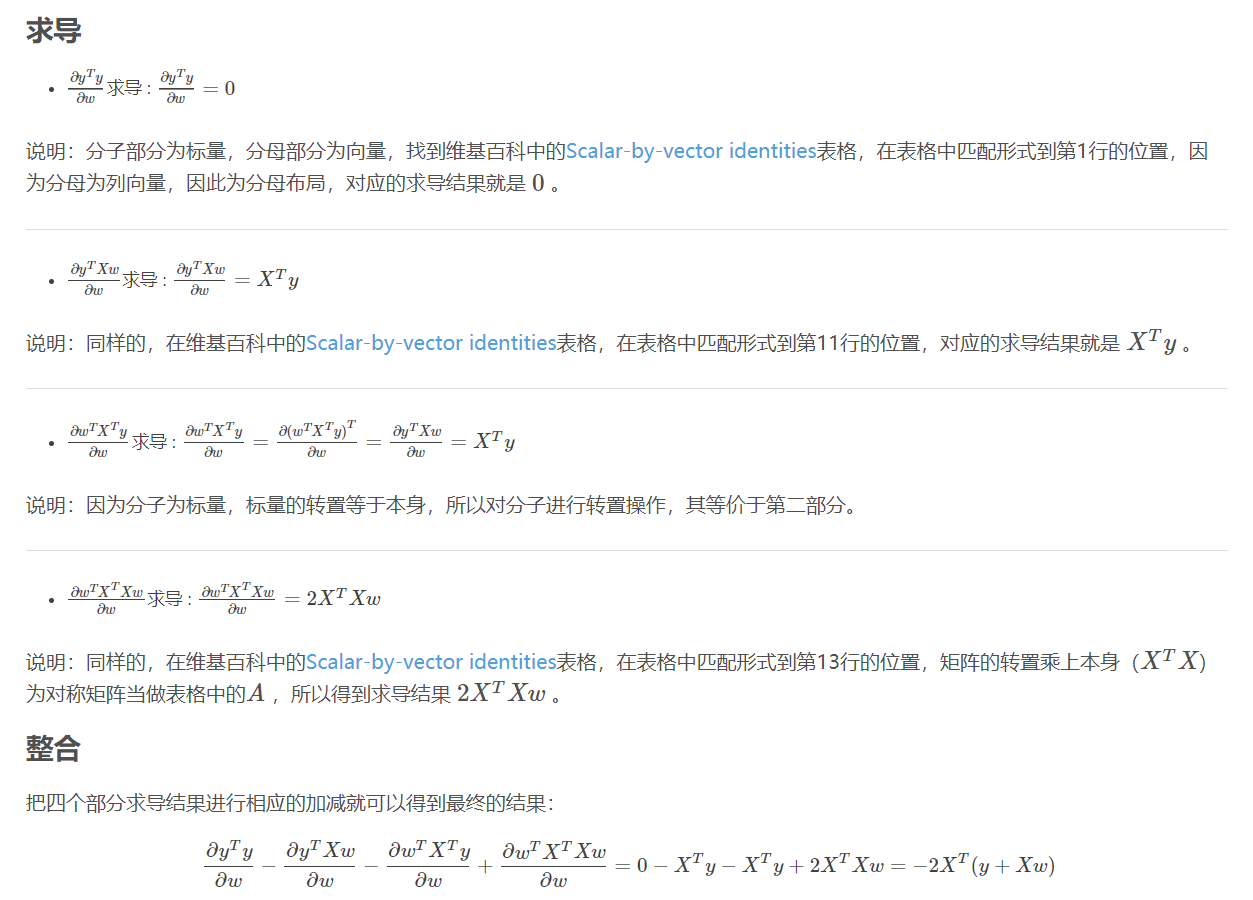 求导
• $\frac{\partial y^T y}{\partial w}$求导：$\frac{\partial y^T y}{\partial w} = 0$
说明：分子部分为标量，分母部分为向量，找到维基百科中的Scalar-by-vector identities表格，在表格中匹配形式到第1行的位置，因
为分母为列向量，因此为分母布局，对应的求导结果就是 $0$ 。
• $\frac{\partial y^T Xw}{\partial w}$求导：$\frac{\partial y^T Xw}{\partial w} = X^T y$
说明：同样的，在维基百科中的Scalar-by-vector identities表格，在表格中匹配形式到第11行的位置，对应的求导结果就是 $X^T y$ 。
• $\frac{\partial w^T X^T y}{\partial w}$求导：$\frac{\partial w^T X^T y}{\partial w} = \frac{\partial (w^T X^T y)^T}{\partial w} = \frac{\partial y^T Xw}{\partial w} = X^T y$
说明：因为分子为标量，标量的转置等于本身，所以对分子进行转置操作，其等价于第二部分。
• $\frac{\partial w^T X^T Xw}{\partial w}$求导：$\frac{\partial w^T X^T Xw}{\partial w} = 2X^T Xw$
说明：同样的，在维基百科中的Scalar-by-vector identities表格，在表格中匹配形式到第13行的位置，矩阵的转置乘上本身（$X^T X$）
为对称矩阵当做表格中的$A$ ，所以得到求导结果 $2X^T Xw$ 。
整合
把四个部分求导结果进行相应的加减就可以得到最终的结果：
$\frac{\partial y^T y}{\partial w} - \frac{\partial y^T Xw}{\partial w} - \frac{\partial w^T X^T y}{\partial w} + \frac{\partial w^T X^T Xw}{\partial w} = 0 - X^T y - X^T y + 2X^T Xw = -2X^T(y + Xw)$